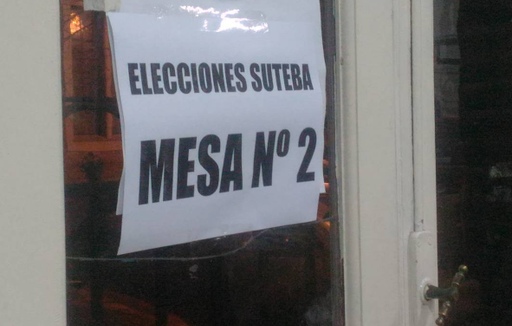 ELECCIONES SUTEBA
MESA Nº 2